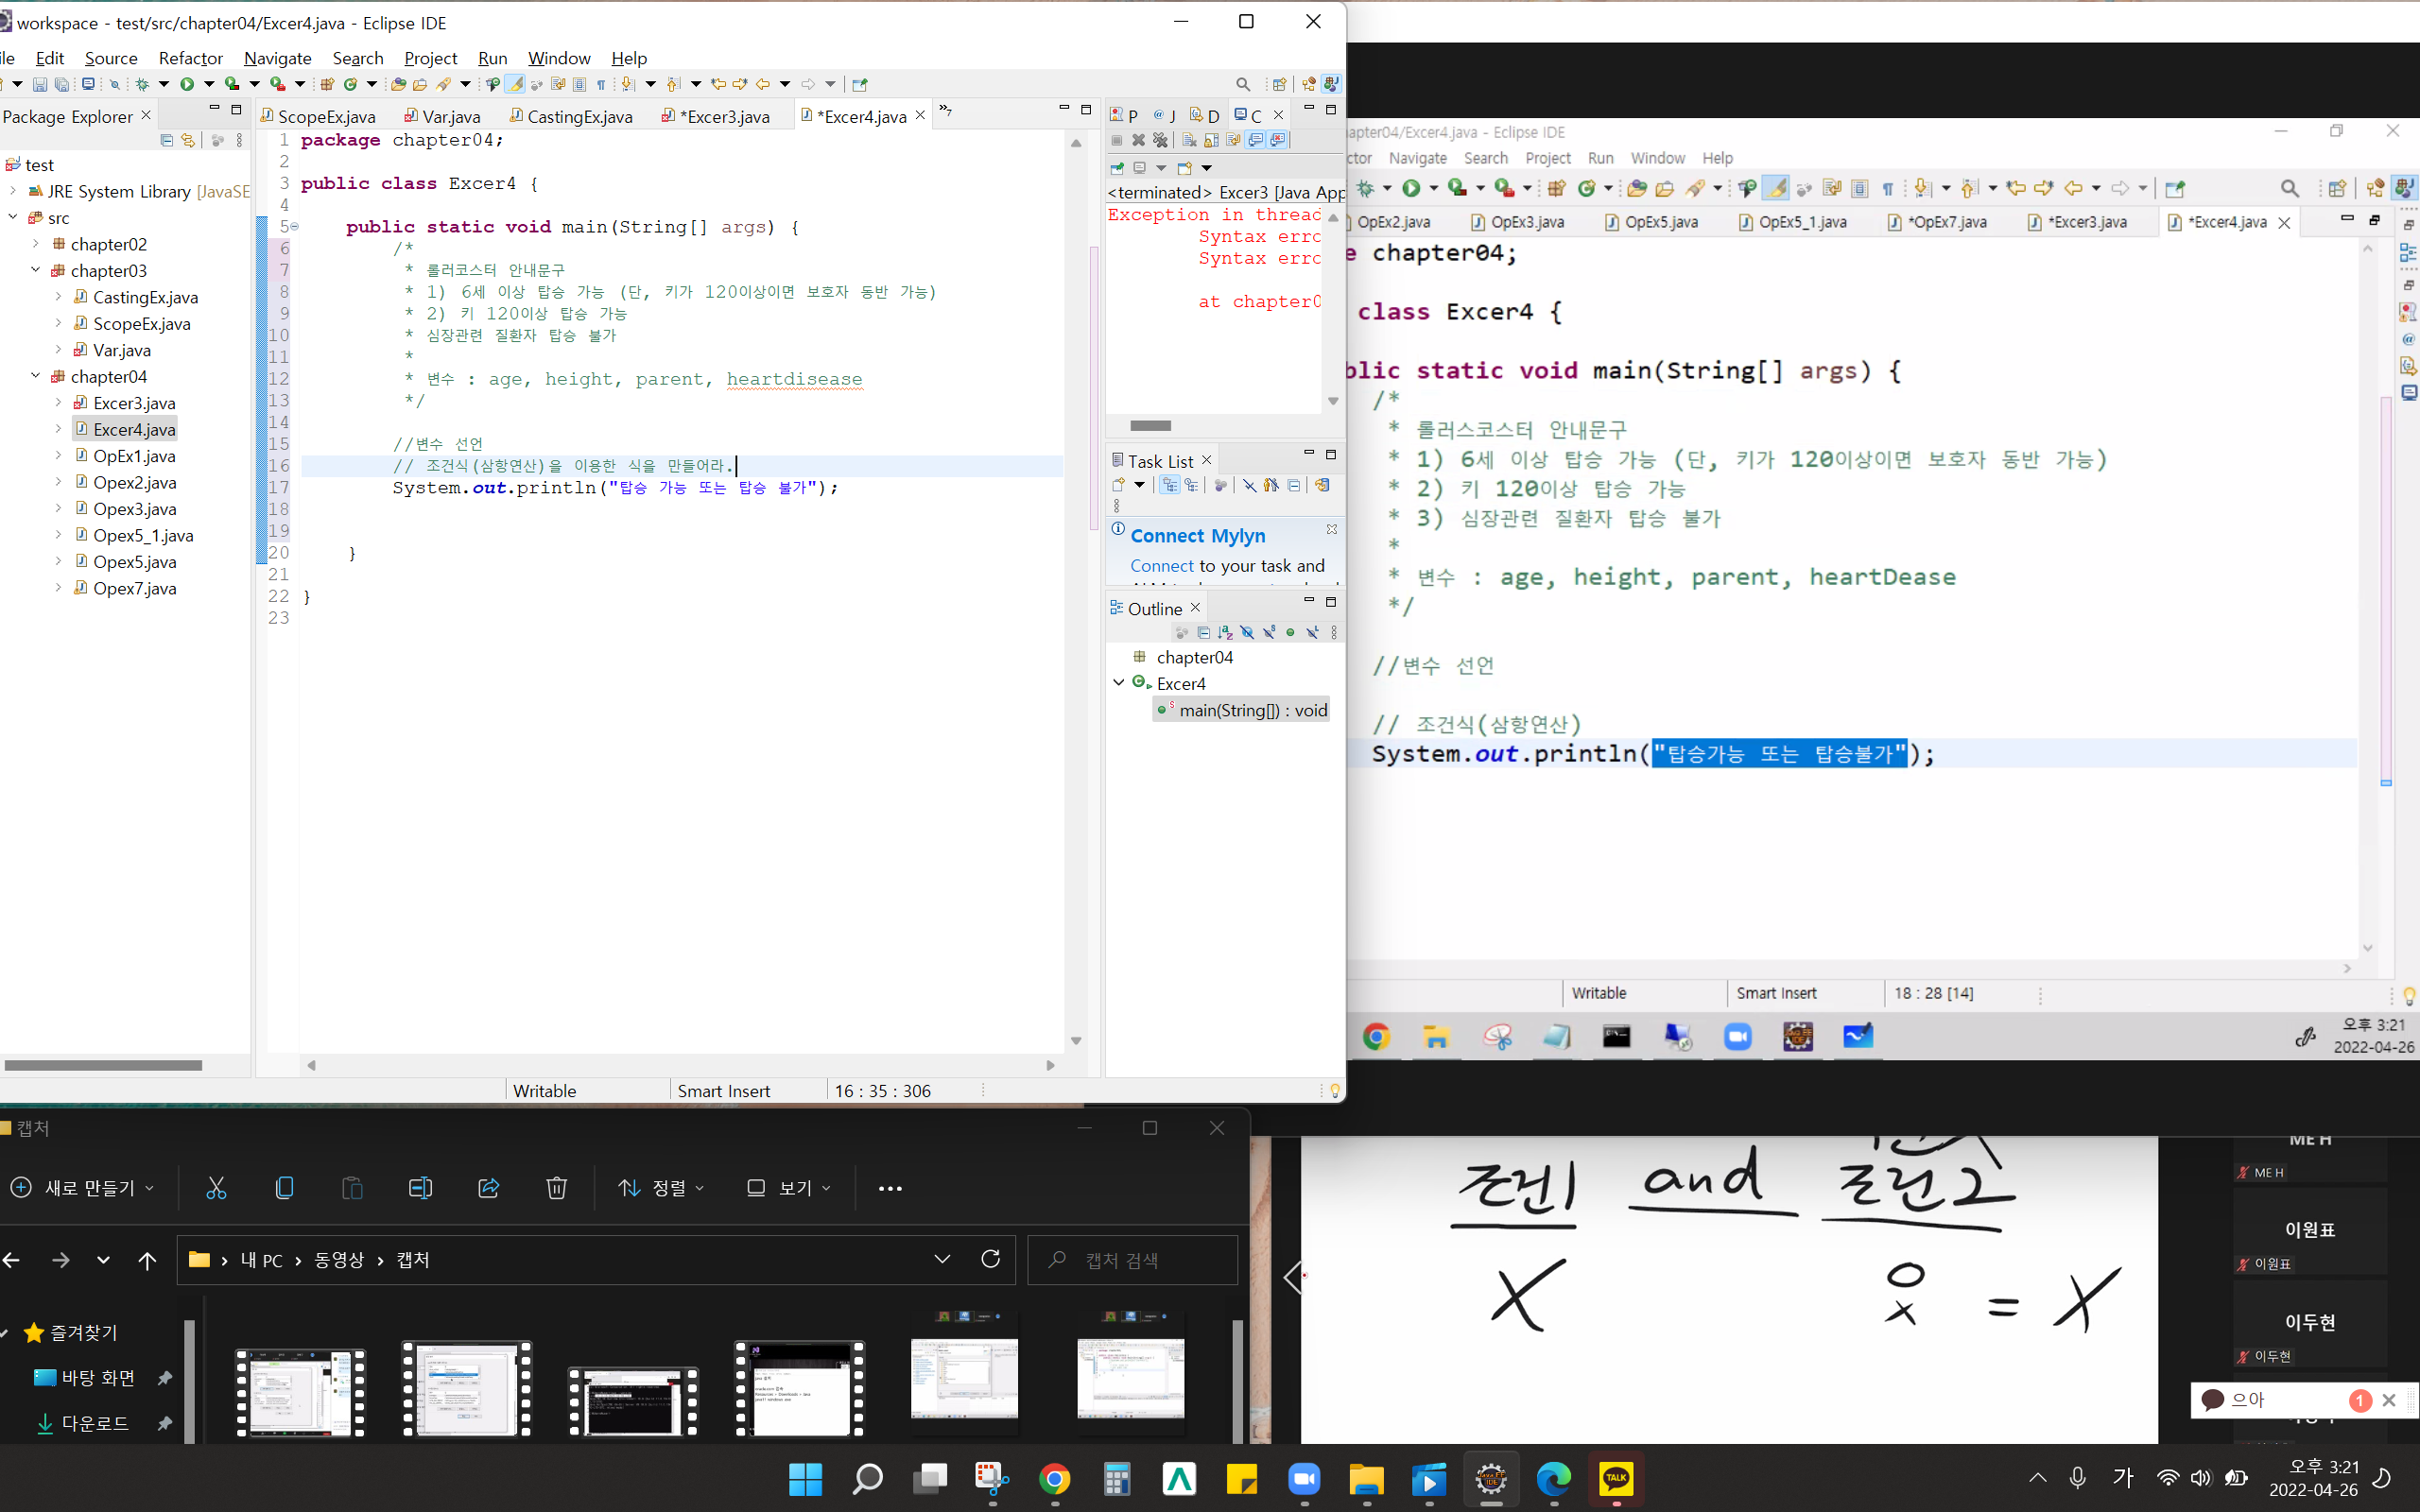 workspace - test/src/chapter04/Excer4.java - Eclipse IDE
ile Edit Source Refactor Navigate Search Project Run Window Help
Package Explorer
test
JRE System Library [JavaSE
src
chapter02
chapter03
CastingEx.java
ScopeEx.java
Var.java
chapter04
Excer3.java
Excer4.java
OpEx1.java
Opex2.java
Opex3.java
Opex5_1.java
Opex5.java
Opex7.java
ScopeEx.java Var.java CastingEx.java *Excer3.java *Excer4.java »7
1 package chapter04;
2
3 public class Excer4 {
4
5 public static void main(String[] args) {
6 /*
7 * 롤러코스터 안내문구
8 * 1) 6세 이상 탑승 가능 (단, 키가 120이상이면 보호자 동반 가능)
9 * 2) 키 120이상 탑승 가능
10 * 심장관련 질환자 탑승 불가
11 *
12 * 변수 : age, height, parent, heartdisease
13 */
14
15 //변수 선언
16 // 조건식(삼항연산)을 이용한 식을 만들어라.
17 System.out.println("탑승 가능 또는 탑승 불가");
18
19
20 }
21
22 }
23
P J D C
<terminated> Excer3 [Java App
Exception in thread
Syntax erro
Syntax erro
at chapter0
Task List
Connect Mylyn
Connect to your task and
Outline
chapter04
Excer4
main(String[]) : void
Writable Smart Insert 16 : 35 : 306
apter04/Excer4.java - Eclipse IDE
ctor Navigate Search Project Run Window Help
OpEx2.java OpEx3.java OpEx5.java OpEx5_1.java *OpEx7.java *Excer3.java *Excer4.java
e chapter04;
class Excer4 {
blic static void main(String[] args) {
/*
* 롤러스코스터 안내문구
* 1) 6세 이상 탑승 가능 (단, 키가 120이상이면 보호자 동반 가능)
* 2) 키 120이상 탑승 가능
* 3) 심장관련 질환자 탑승 불가
*
* 변수 : age, height, parent, heartDease
*/
//변수 선언
// 조건식(삼항연산)
System.out.println("탑승가능 또는 탑승불가");
Writable Smart Insert 18 : 28 [14]
오후 3:21
2022-04-26
캡처
새로 만들기 정렬 보기
내 PC › 동영상 › 캡처
캡처 검색
즐겨찾기
바탕 화면
다운로드
조건1 and 조건2
X O
x = X
ME H
ME H
이원표
이원표
이두현
이두현
으아 1
TALK
가
오후 3:21
2022-04-26